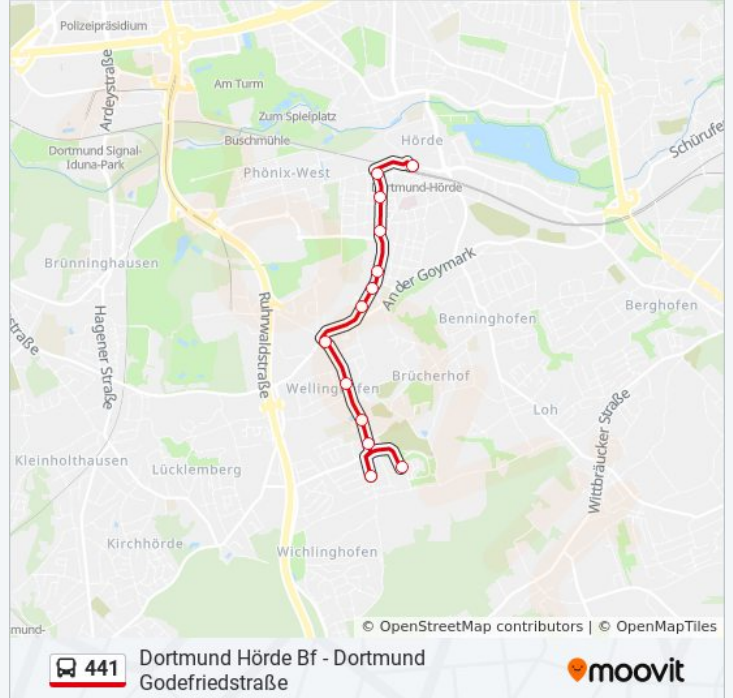 Polizeipräsidium
Ardeystraße
Am Turm
Zum Spielplatz
Buschmühle
Hörde
Schürufe
Dortmund Signal-
Iduna-Park
Phönix-West
rtmund-Hörde
Brünninghausen
An der Goymark
Ruhrwaldstraße
Hagener Straße
straße
Benninghofen
Berghofen
Wellinghofen
Brücherhof
Loh
Wittbräucker Straße
Kleinholthausen
Lücklemberg
Kirchhörde
Wichlinghofen
mund-
© OpenStreetMap contributors | © OpenMapTiles
441
Dortmund Hörde Bf - Dortmund
Godefriedstraße
moovit